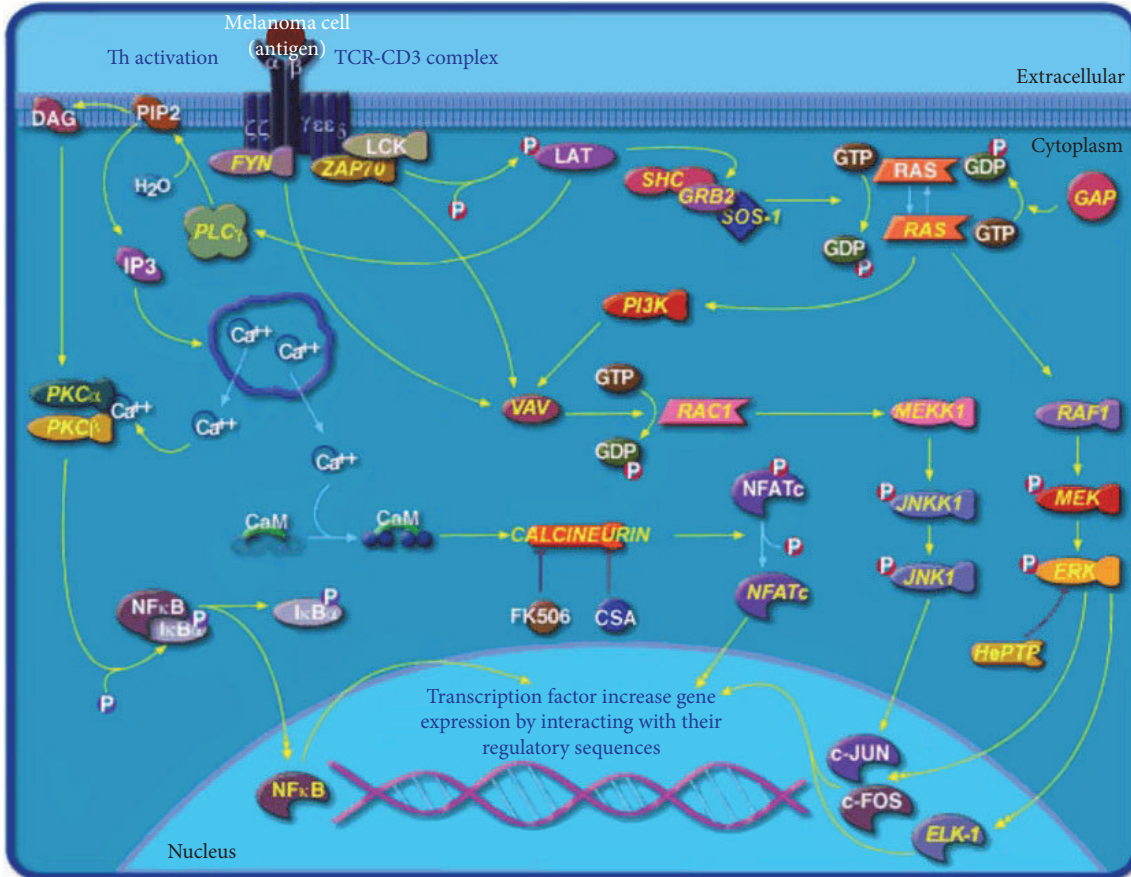 Melanoma cell
(antigen)
Th activation
TCR-CD3 complex
α β
Extracellular
DAG
PIP2
ζζ
γεεδ
LCK
FYN
ZAP70
P
LAT
Cytoplasm
GTP
RAS
P
GDP
H₂O
P
SHC
GRB2
SOS-1
GAP
PLCγ
RAS
GTP
GDP
P
IP3
PI3K
Ca++
Ca++
GTP
PKCα
Ca++
PKCβ
Ca++
VAV
RAC1
MEKK1
RAF1
GDP
P
Ca++
P
NFATc
P
JNKK1
P
MEK
CaM
CaM
CALCINEURIN
P
P
JNK1
P
ERK
NFκB
P
IκBα
P
IκBα
FK506
CSA
NFATc
HePTP
P
Transcription factor increase gene
expression by interacting with their
regulatory sequences
c-JUN
NFκB
c-FOS
ELK-1
Nucleus